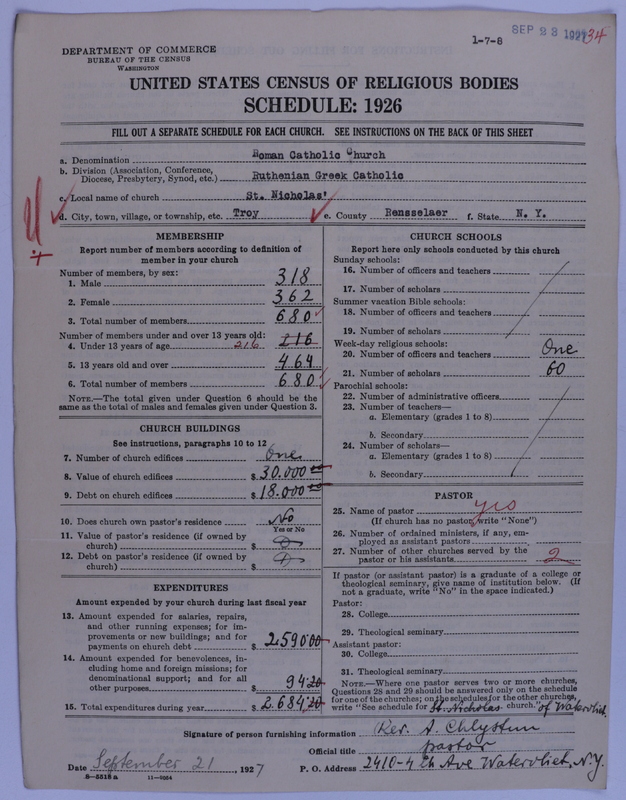 1-7-8
SEP 23 1927
34
DEPARTMENT OF COMMERCE
BUREAU OF THE CENSUS
WASHINGTON
UNITED STATES CENSUS OF RELIGIOUS BODIES
SCHEDULE: 1926
FILL OUT A SEPARATE SCHEDULE FOR EACH CHURCH. SEE INSTRUCTIONS ON THE BACK OF THIS SHEET
a. Denomination Roman Catholic Church
b. Division (Association, Conference, Diocese, Presbytery, Synod, etc.) Ruthenian Greek Catholic
c. Local name of church St. Nicholas'
d. City, town, village, or township, etc. Troy e. County Rensselaer f. State N. Y.
MEMBERSHIP
Report number of members according to definition of
member in your church
Number of members, by sex:
1. Male 318
2. Female 362
3. Total number of members 680
Number of members under and over 13 years old:
4. Under 13 years of age 216 216
5. 13 years old and over 464
6. Total number of members 680
NOTE.—The total given under Question 6 should be
same as the total of males and females given under Question 3.
CHURCH BUILDINGS
See instructions, paragraphs 10 to 12
7. Number of church edifices One
8. Value of church edifices $ 30.000 00
9. Debt on church edifices $ 18.000 00
10. Does church own pastor's residence No
Yes or No
11. Value of pastor's residence (if owned by
church) $ 0
12. Debt on pastor's residence (if owned by
church) $ 0
EXPENDITURES
Amount expended by your church during last fiscal year
13. Amount expended for salaries, repairs,
and other running expenses; for im-
provements or new buildings; and for
payments on church debt $ 2.590 00
14. Amount expended for benevolences, in-
cluding home and foreign missions; for
denominational support; and for all
other purposes $ 94 20
15. Total expenditures during year $ 2.684 20
CHURCH SCHOOLS
Report here only schools conducted by this church
Sunday schools:
16. Number of officers and teachers
17. Number of scholars
Summer vacation Bible schools:
18. Number of officers and teachers
19. Number of scholars
Week-day religious schools:
20. Number of officers and teachers One
21. Number of scholars 60
Parochial schools:
22. Number of administrative officers
23. Number of teachers—
a. Elementary (grades 1 to 8)
b. Secondary
24. Number of scholars—
a. Elementary (grades 1 to 8)
b. Secondary
PASTOR
25. Name of pastor yes
(If church has no pastor, write "None")
26. Number of ordained ministers, if any, em-
ployed as assistant pastors
27. Number of other churches served by the
pastor or his assistants 2
If pastor (or assistant pastor) is a graduate of a college or
theological seminary, give name of institution below. (If
not a graduate, write "No" in the space indicated.)
Pastor:
28. College
29. Theological seminary
Assistant pastor:
30. College
31. Theological seminary
NOTE.—Where one pastor serves two or more churches,
Questions 28 and 29 should be answered only on the schedule
for one of the churches; on the schedules for the other churches,
write "See schedule for St. Nicholas church." of Watervliet.
Signature of person furnishing information Rev. A. Chlystun
Official title pastor
Date September 21, 1927 P. O. Address 2410-4th Ave Watervliet, N.Y.
8-5518a 11-9264